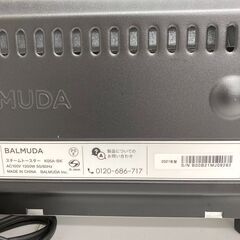 MUDA
BALMUDA
スチームトースター K05A-BK
AC100V 1300W 50/60Hz
MADE IN CHINA BALMUDA Inc.
製品についての
お問い合わせ
0120-686-717
2021年製